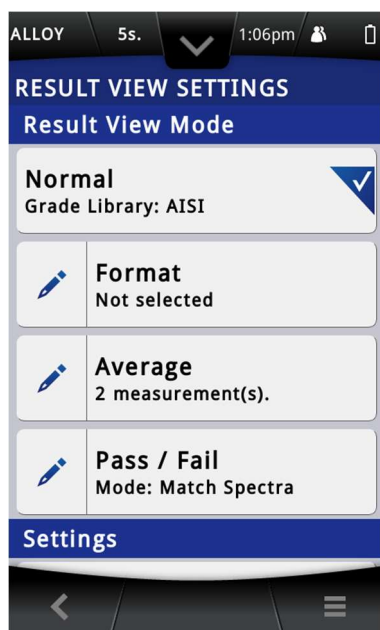 ALLOY 5s. 1:06pm
RESULT VIEW SETTINGS
Result View Mode
Normal
Grade Library: AISI
Format
Not selected
Average
2 measurement(s).
Pass / Fail
Mode: Match Spectra
Settings